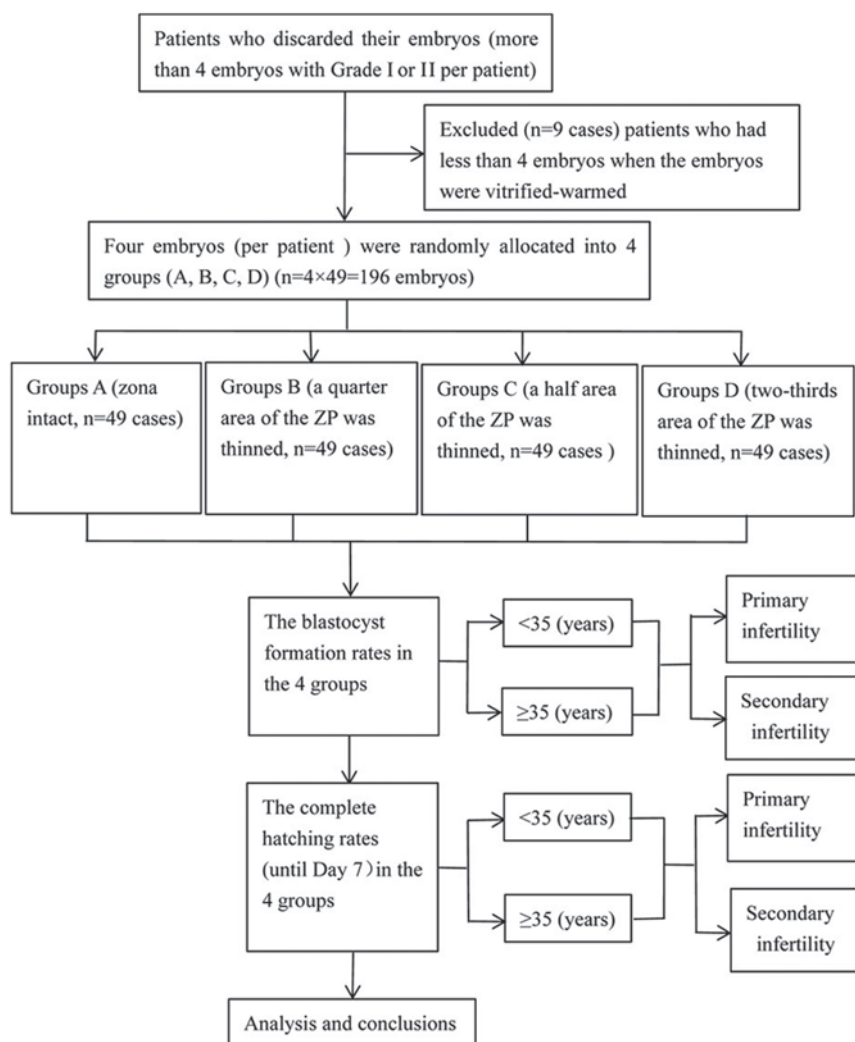 Patients who discarded their embryos (more
than 4 embryos with Grade I or II per patient)
Excluded (n=9 cases) patients who had
less than 4 embryos when the embryos
were vitrified-warmed
Four embryos (per patient ) were randomly allocated into 4
groups (A, B, C, D) (n=4×49=196 embryos)
Groups A (zona
intact, n=49 cases)
Groups B (a quarter
area of the ZP was
thinned, n=49 cases)
Groups C (a half area
of the ZP was
thinned, n=49 cases )
Groups D (two-thirds
area of the ZP was
thinned, n=49 cases)
The blastocyst
formation rates in
the 4 groups
<35 (years)
≥35 (years)
Primary
infertility
Secondary
infertility
The complete
hatching rates
(until Day 7) in the
4 groups
<35 (years)
≥35 (years)
Primary
infertility
Secondary
infertility
Analysis and conclusions